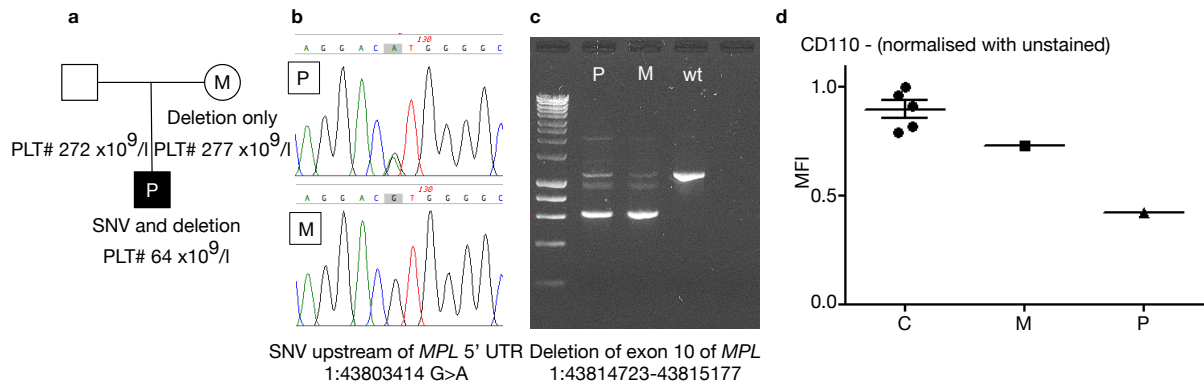 a
M
Deletion only
PLT# 272 x10⁹/l
PLT# 277 x10⁹/l
P
SNV and deletion
PLT# 64 x10⁹/l
b
130
A G G A C A T G G G G C
P
130
A G G A C G T G G G G C
M
SNV upstream of MPL 5' UTR
1:43803414 G>A
c
P M wt
Deletion of exon 10 of MPL
1:43814723-43815177
d
CD110 - (normalised with unstained)
MFI
1.0
0.5
0.0
C M P